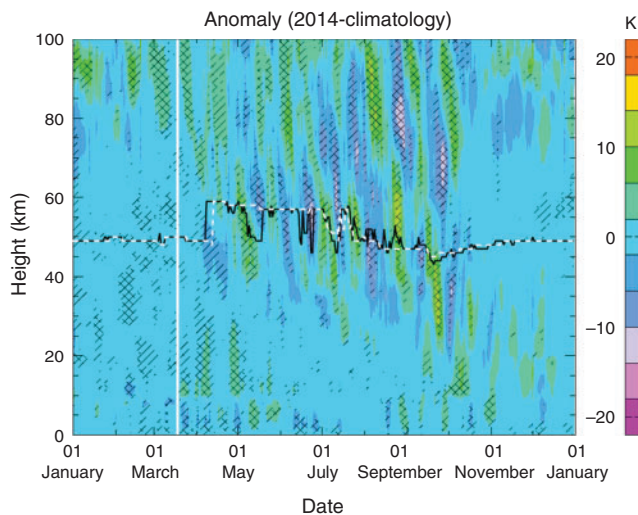 Anomaly (2014-climatology)
K
100
80
60
40
20
0
Height (km)
20
10
0
–10
–20
01 01 01 01 01 01 01
January March May July September November January
Date